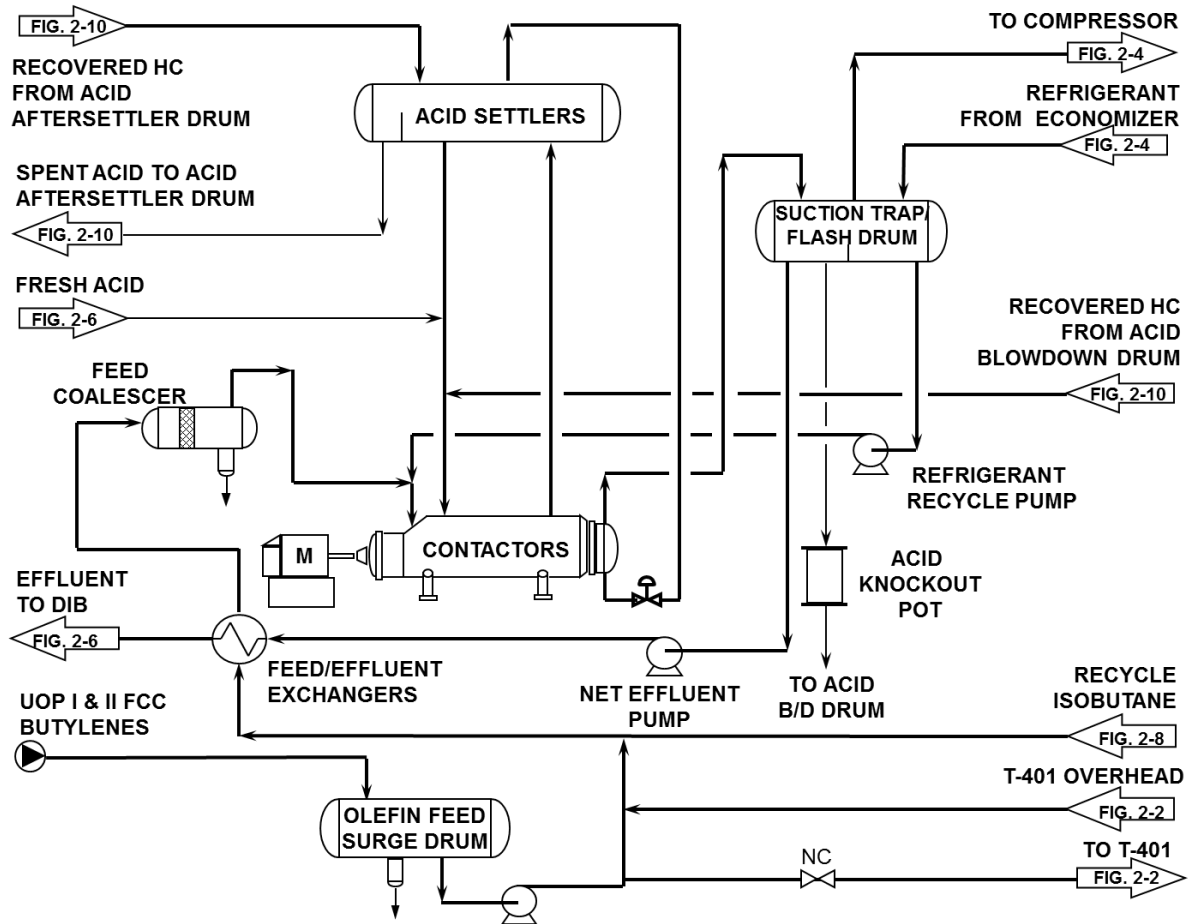 FIG. 2-10
RECOVERED HC
FROM ACID
AFTERSETTLER DRUM
ACID SETTLERS
TO COMPRESSOR
FIG. 2-4
REFRIGERANT
FROM ECONOMIZER
FIG. 2-4
SPENT ACID TO ACID
AFTERSETTLER DRUM
FIG. 2-10
SUCTION TRAP/
FLASH DRUM
FRESH ACID
FIG. 2-6
RECOVERED HC
FROM ACID
BLOWDOWN DRUM
FIG. 2-10
FEED
COALESCER
REFRIGERANT
RECYCLE PUMP
M
CONTACTORS
ACID
KNOCKOUT
POT
EFFLUENT
TO DIB
FIG. 2-6
FEED/EFFLUENT
EXCHANGERS
NET EFFLUENT
PUMP
TO ACID
B/D DRUM
RECYCLE
ISOBUTANE
FIG. 2-8
UOP I & II FCC
BUTYLENES
T-401 OVERHEAD
FIG. 2-2
OLEFIN FEED
SURGE DRUM
NC
TO T-401
FIG. 2-2